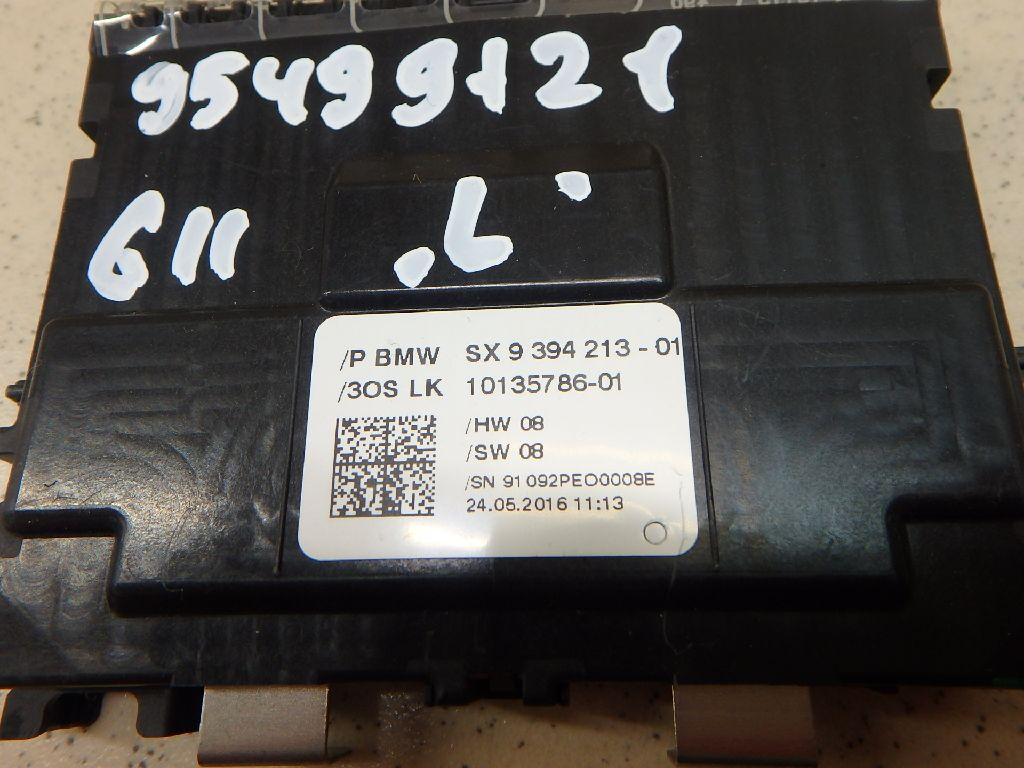 95499121
G11 .L.
/P BMW SX 9 394 213 - 01
/3OS LK 10135786-01
/HW 08
/SW 08
/SN 91 092PEO0008E
24.05.2016 11:13